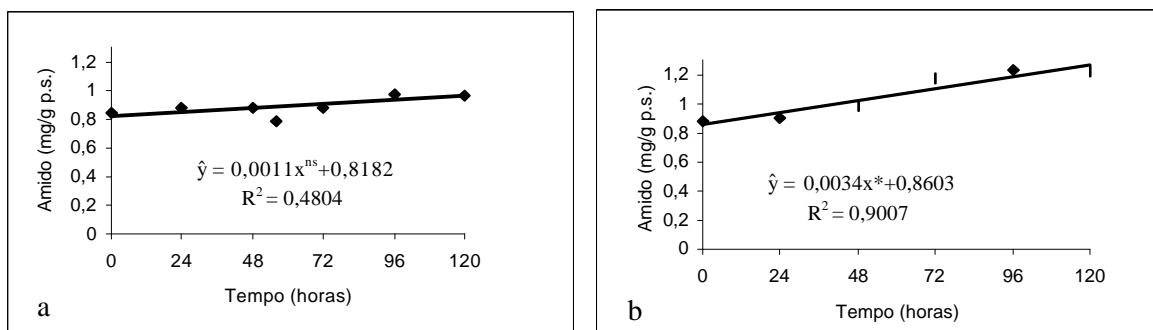 1,2
1
0,8
0,6
0,4
0,2
0
Amido (mg/g p.s.)
ŷ = 0,0011x^ns+0,8182
R² = 0,4804
0 24 48 72 96 120
Tempo (horas)
a
1,2
1
0,8
0,6
0,4
0,2
0
Amido (mg/g p.s.)
ŷ = 0,0034x*+0,8603
R² = 0,9007
0 24 48 72 96 120
Tempo (horas)
b